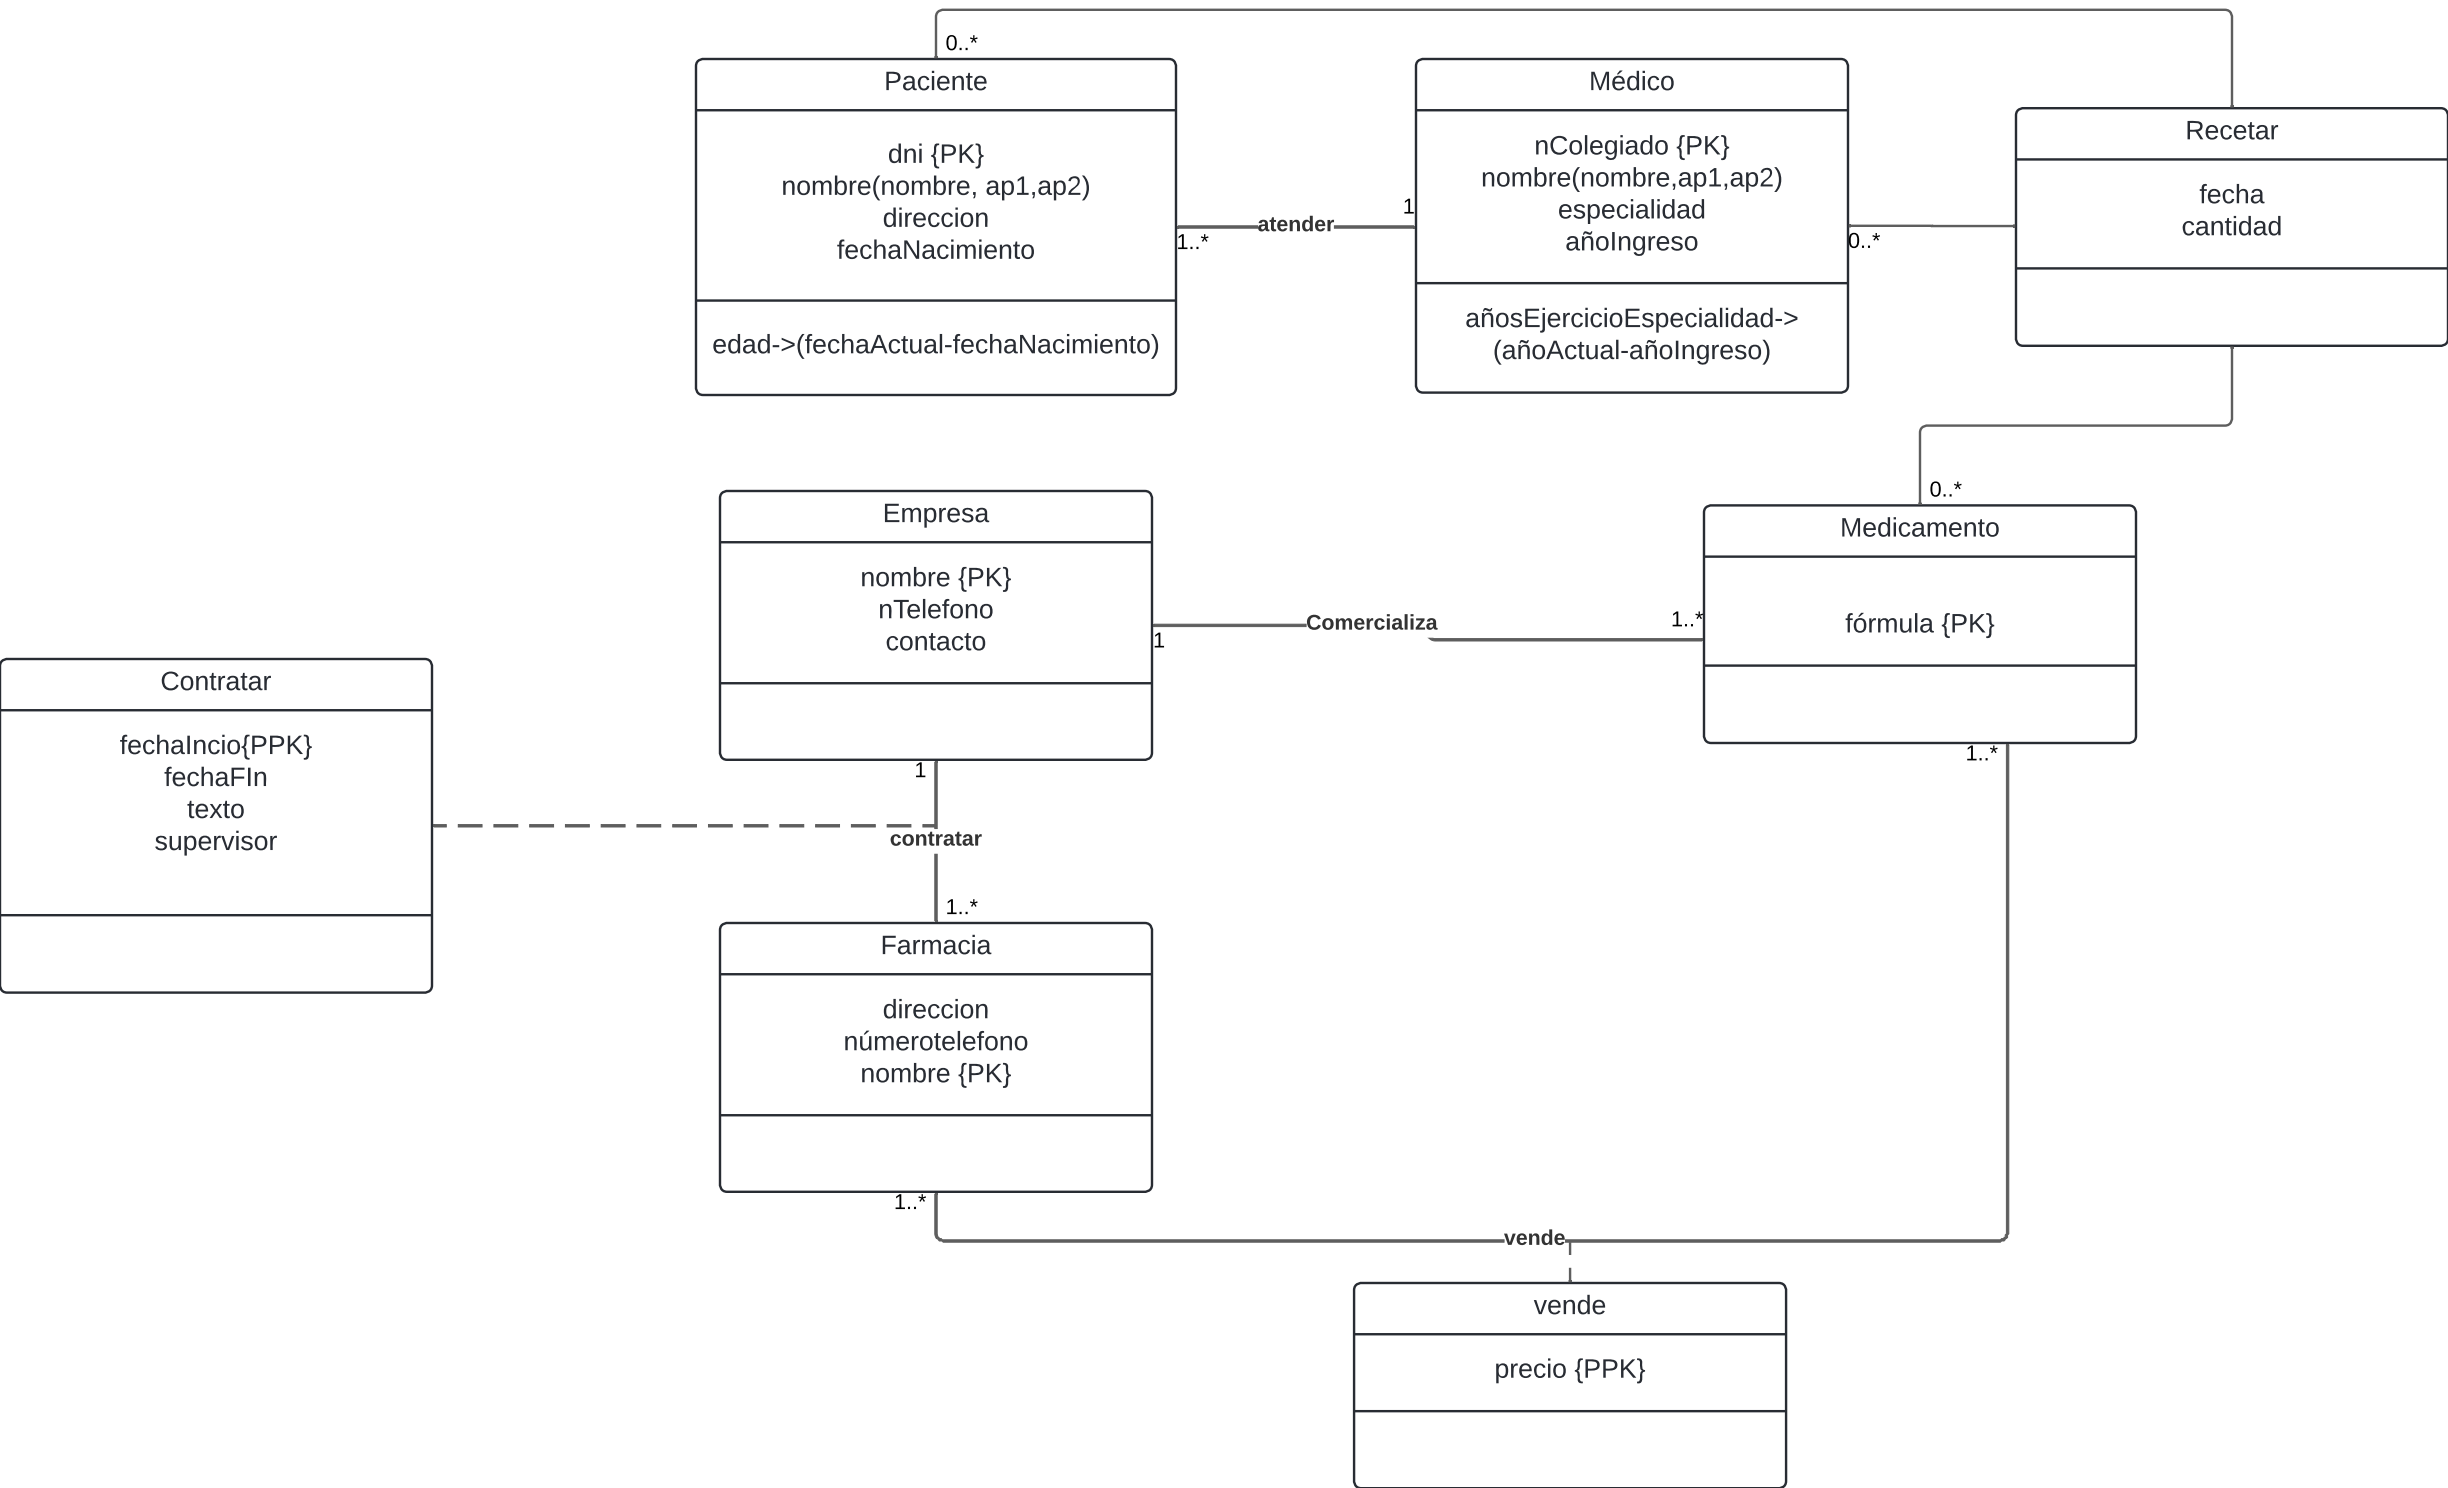 0..*
Paciente
dni {PK}
nombre(nombre, ap1,ap2)
direccion
fechaNacimiento
edad->(fechaActual-fechaNacimiento)
1..*
atender
1
Médico
nColegiado {PK}
nombre(nombre,ap1,ap2)
especialidad
añoIngreso
añosEjercicioEspecialidad->
(añoActual-añoIngreso)
0..*
Recetar
fecha
cantidad
0..*
Empresa
nombre {PK}
nTelefono
contacto
1
Comercializa
1..*
Medicamento
fórmula {PK}
1..*
Contratar
fechaIncio{PPK}
fechaFIn
texto
supervisor
1
contratar
1..*
Farmacia
direccion
númerotelefono
nombre {PK}
1..*
vende
vende
precio {PPK}